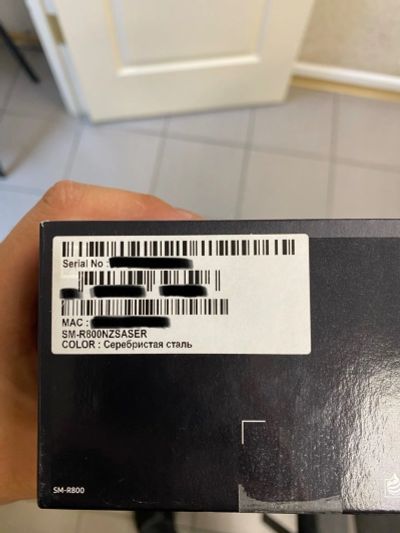 Serial No :
MAC :
SM-R800NZSASER
COLOR : Серебристая сталь
SM-R800